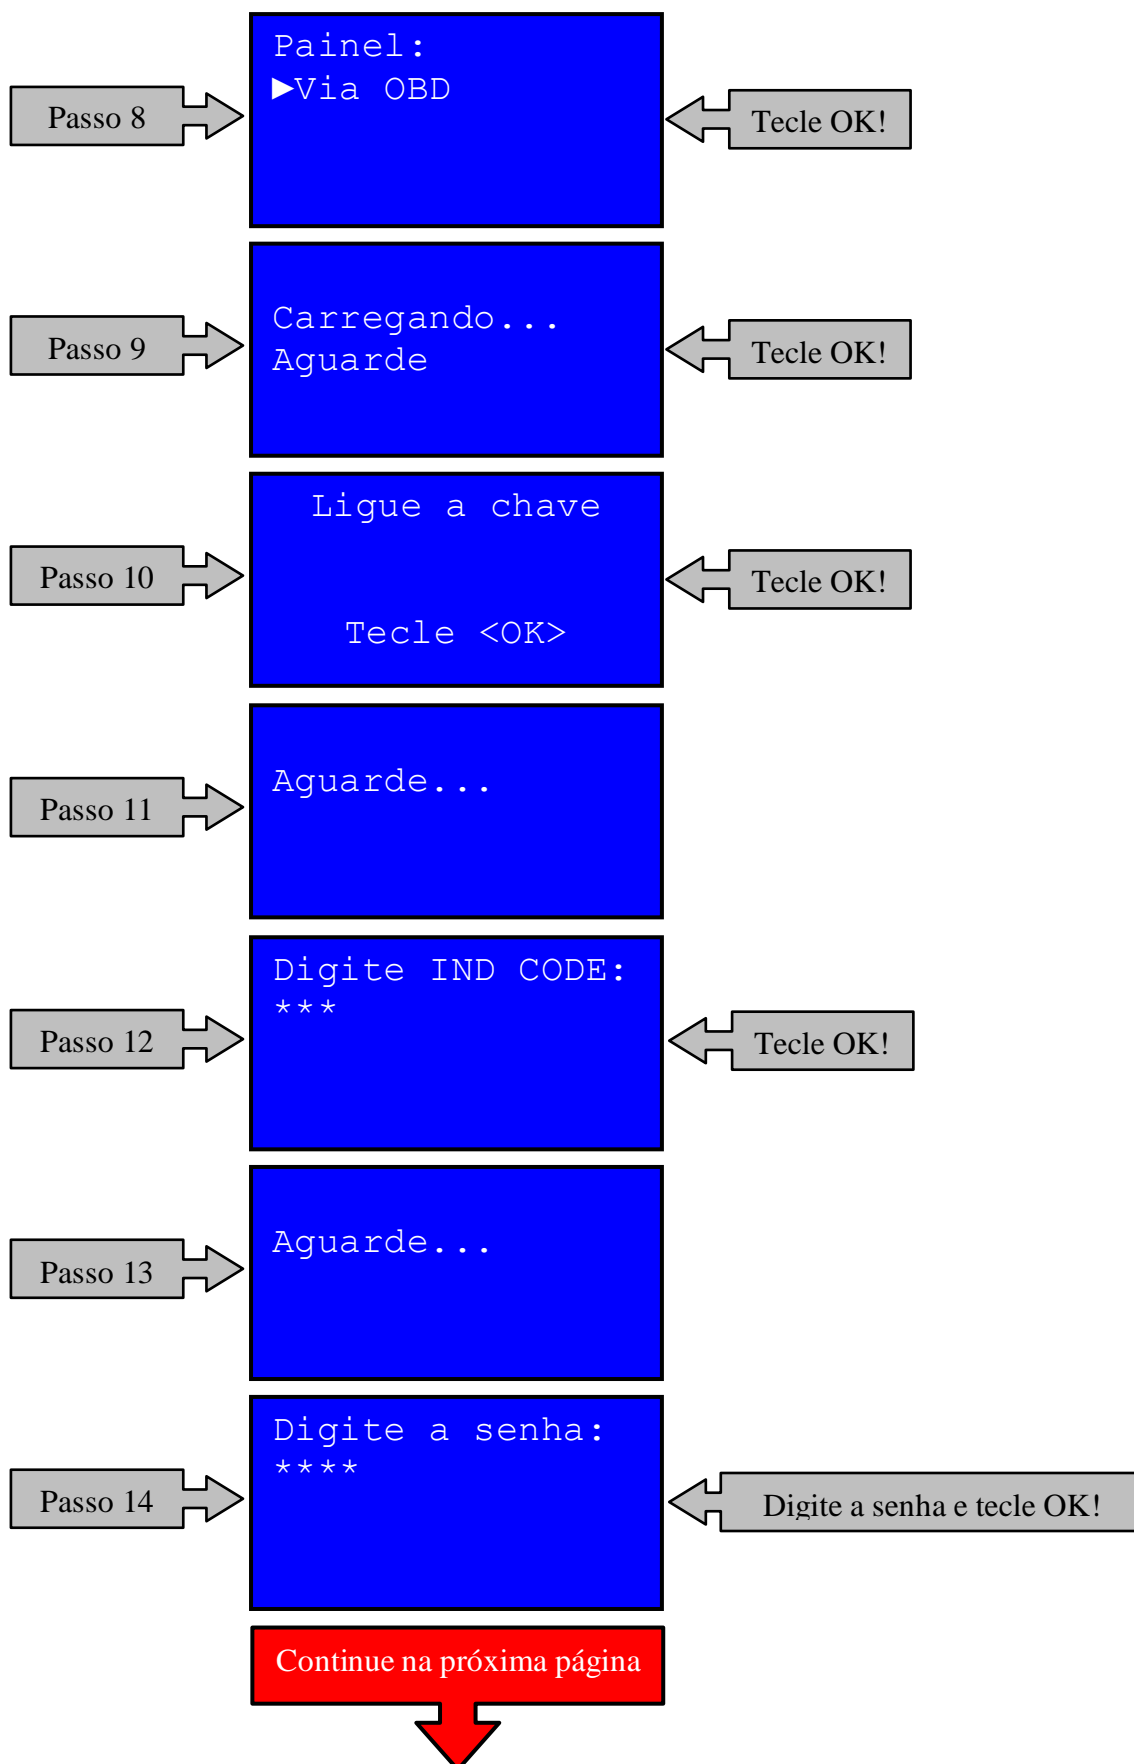 Painel:
►Via OBD
Passo 8
Tecle OK!
Carregando...
Aguarde
Passo 9
Tecle OK!
Ligue a chave
Passo 10
Tecle OK!
Tecle <OK>
Aguarde...
Passo 11
Digite IND CODE:
***
Passo 12
Tecle OK!
Aguarde...
Passo 13
Digite a senha:
****
Passo 14
Digite a senha e tecle OK!
Continue na próxima página